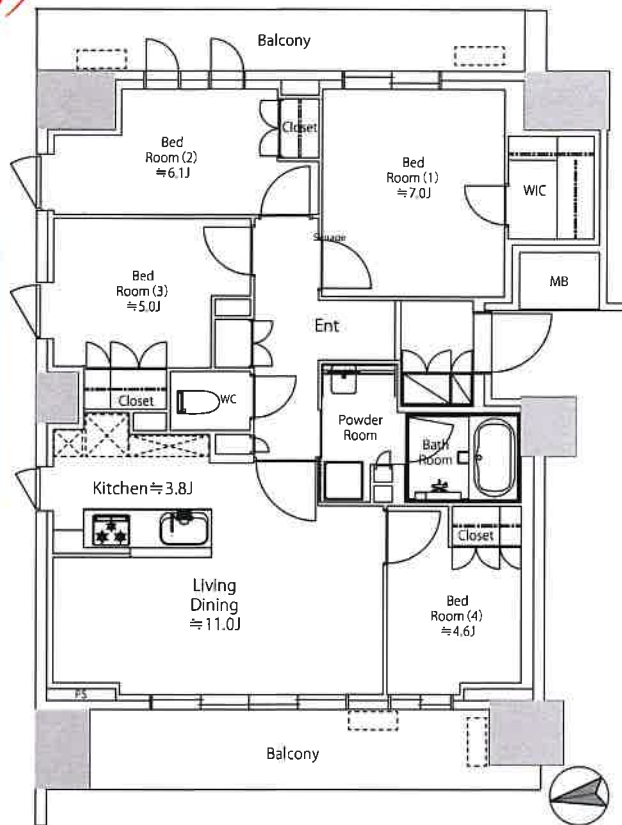 Balcony
Closet
Bed
Room (2)
≒6.1J
Bed
Room (1)
≒7.0J
WIC
Storage
MB
Bed
Room (3)
≒5.0J
Ent
Closet
WC
Powder
Room
Bath
Room
Kitchen≒3.8J
Closet
Living
Dining
≒11.0J
Bed
Room (4)
≒4.6J
PS
Balcony